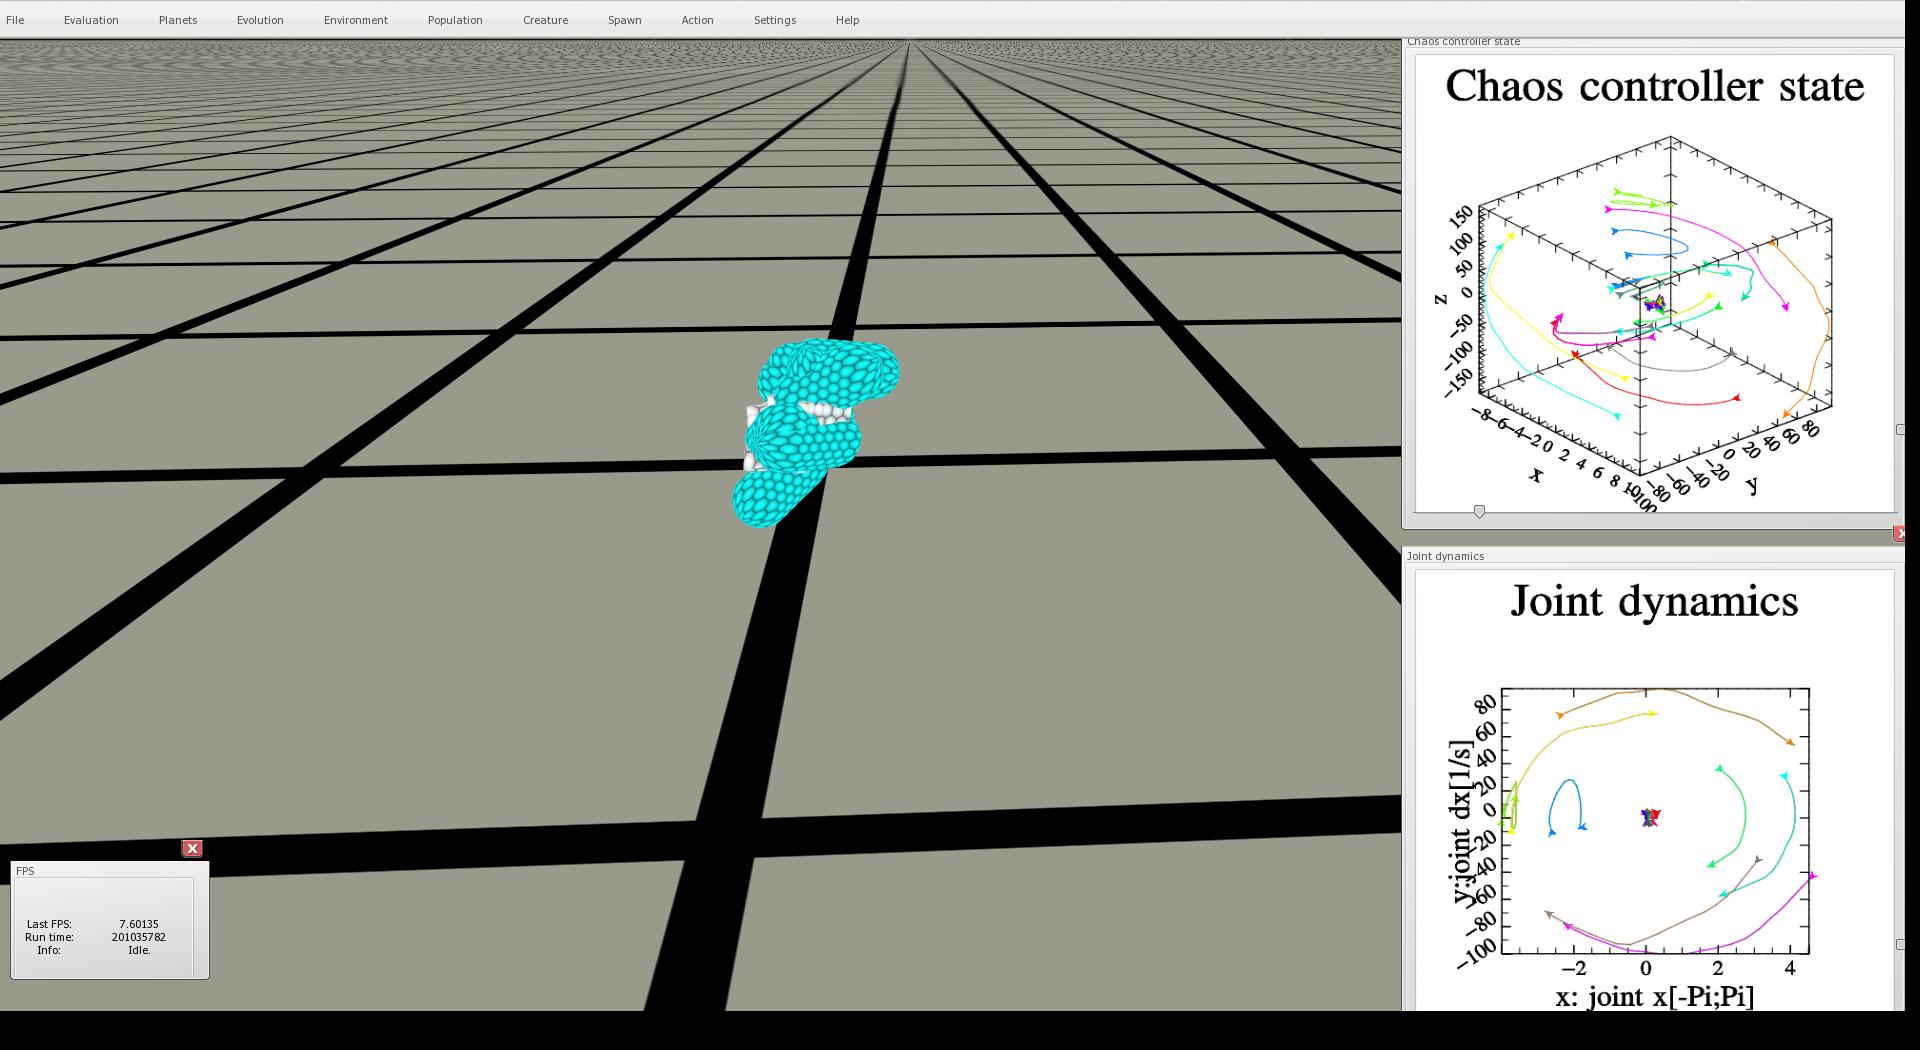 File Evaluation Planets Evolution Environment Population Creature Spawn Action Settings Help
Chaos controller state
Chaos controller state
150
100
50
0
−50
−100
−150
z
−8 −6 −4 −2 0 2 4 6 8 10
x
−100 −80 −60 −40 −20 0 20 40 60 80
y
Joint dynamics
Joint dynamics
80
60
40
20
0
−20
−40
−60
−80
−100
y:joint dx[1/s]
−2 0 2 4
x: joint x[-Pi;Pi]
FPS
Last FPS: 7.60135
Run time: 201035782
Info: Idle.